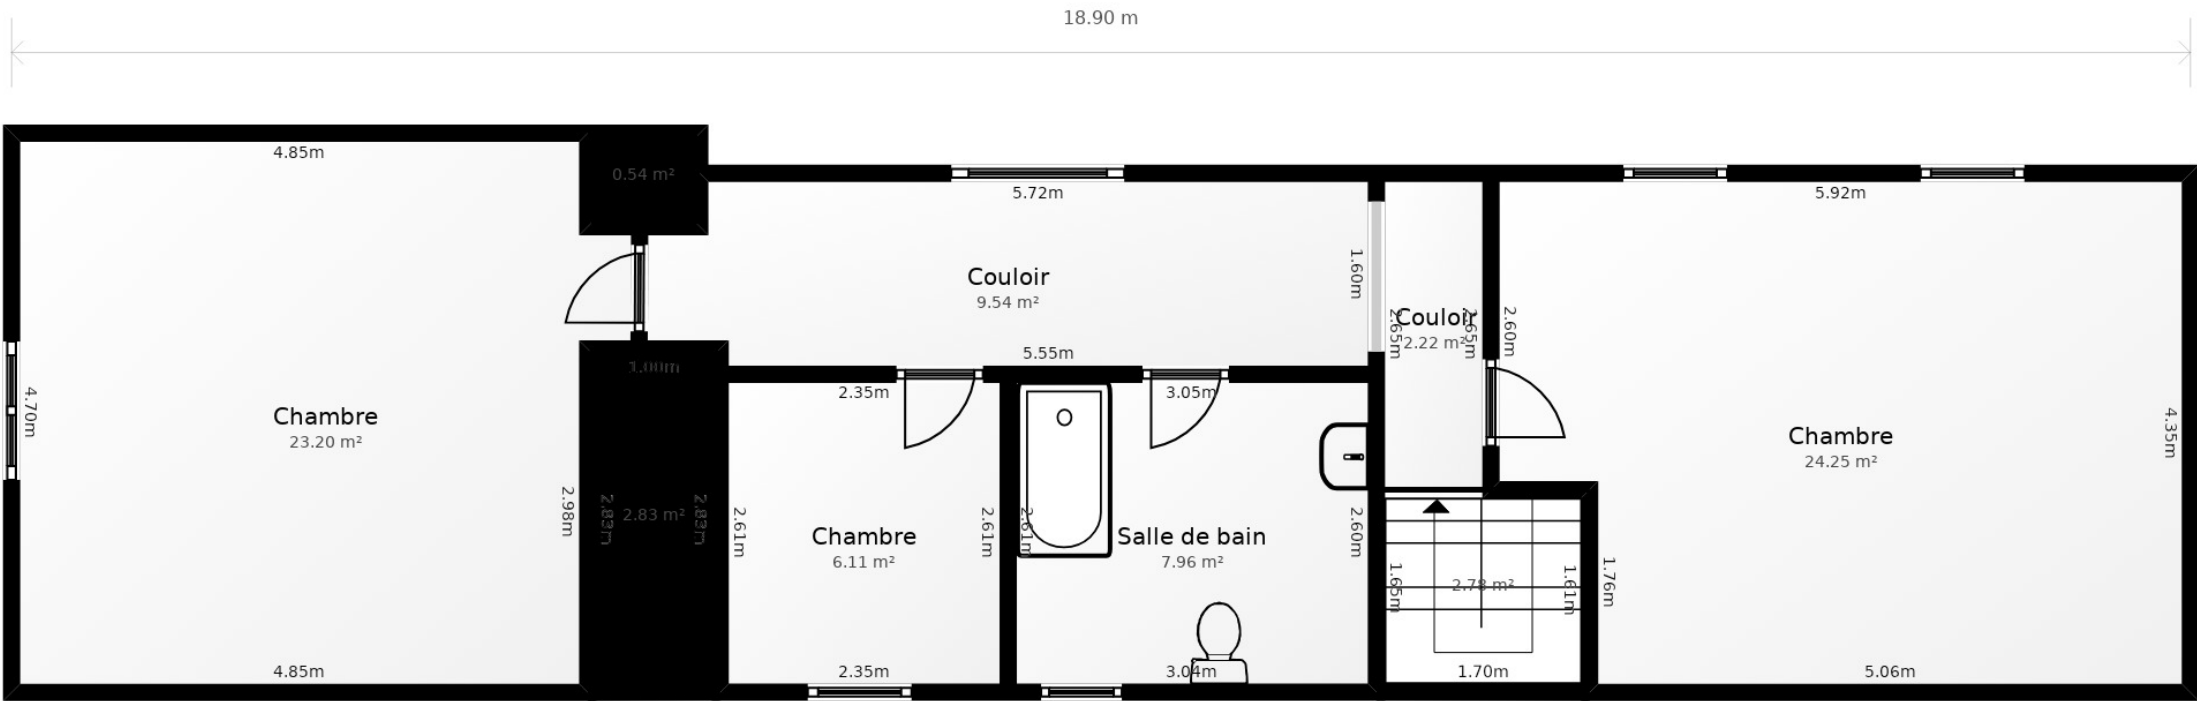 18.90 m
4.85m
0.54 m²
5.72m
5.92m
Couloir
9.54 m²
1.60m
Couloir
2.22 m²
2.65m
2.65m
2.60m
5.55m
1.00m
4.70m
Chambre
23.20 m²
2.35m
3.05m
Chambre
24.25 m²
4.35m
2.98m
2.83m
2.83 m²
2.83m
2.61m
Chambre
6.11 m²
2.61m
2.61m
Salle de bain
7.96 m²
2.60m
1.65m
2.78 m²
1.61m
1.76m
4.85m
2.35m
3.04m
1.70m
5.06m